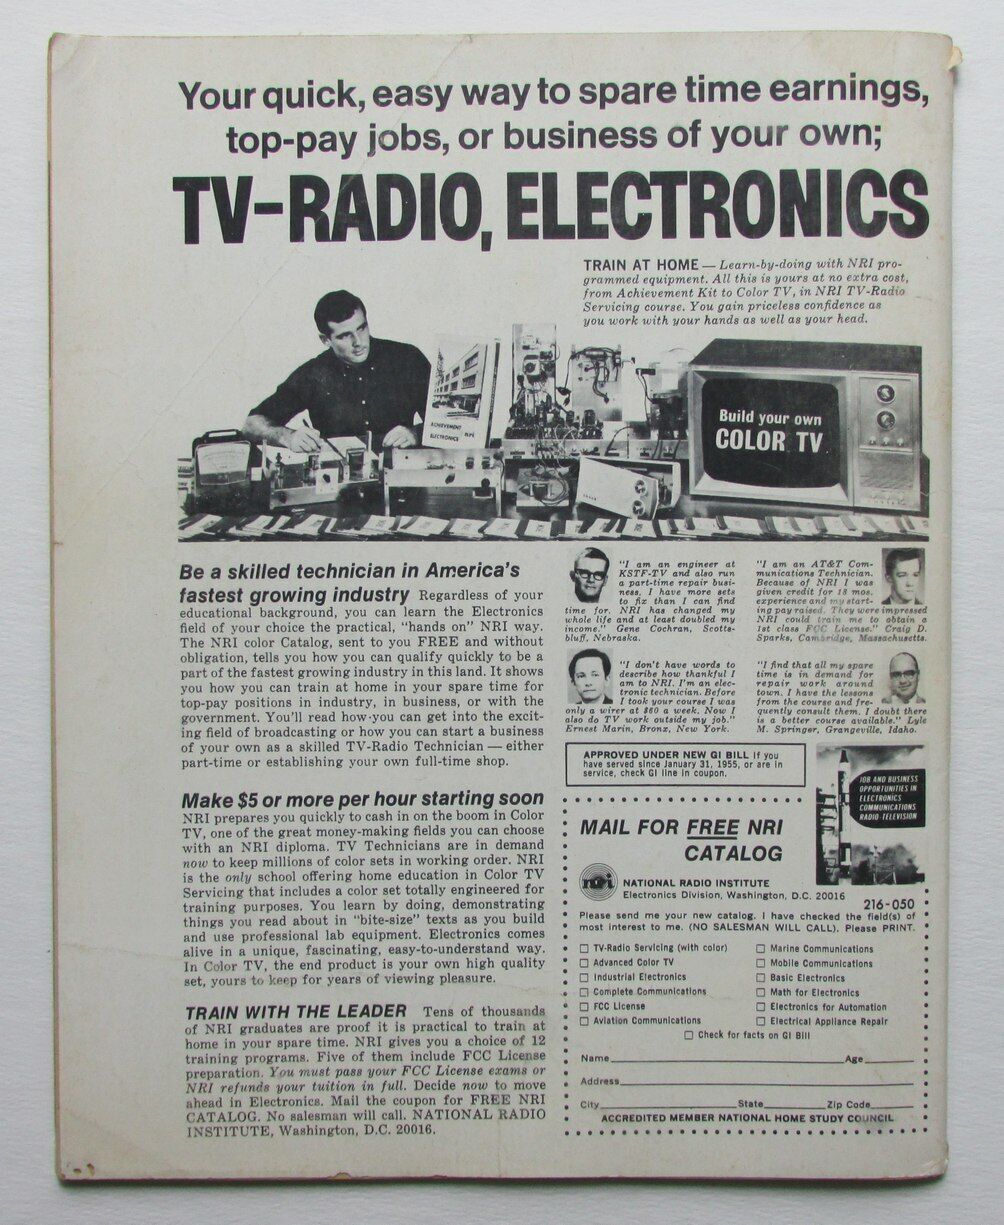 Your quick, easy way to spare time earnings,
top-pay jobs, or business of your own;
TV-RADIO, ELECTRONICS
TRAIN AT HOME — Learn-by-doing with NRI pro-
grammed equipment. All this is yours at no extra cost,
from Achievement Kit to Color TV, in NRI TV-Radio
Servicing course. You gain priceless confidence as
you work with your hands as well as your head.
ACHIEVEMENT
ELECTRONICS
Build your own
COLOR TV
Be a skilled technician in America's
fastest growing industry Regardless of your
educational background, you can learn the Electronics
field of your choice the practical, "hands on" NRI way.
The NRI color Catalog, sent to you FREE and without
obligation, tells you how you can qualify quickly to be a
part of the fastest growing industry in this land. It shows
you how you can train at home in your spare time for
top-pay positions in industry, in business, or with the
government. You'll read how you can get into the excit-
ing field of broadcasting or how you can start a business
of your own as a skilled TV-Radio Technician — either
part-time or establishing your own full-time shop.
Make $5 or more per hour starting soon
NRI prepares you quickly to cash in on the boom in Color
TV, one of the great money-making fields you can choose
with an NRI diploma. TV Technicians are in demand
now to keep millions of color sets in working order. NRI
is the only school offering home education in Color TV
Servicing that includes a color set totally engineered for
training purposes. You learn by doing, demonstrating
things you read about in "bite-size" texts as you build
and use professional lab equipment. Electronics comes
alive in a unique, fascinating, easy-to-understand way.
In Color TV, the end product is your own high quality
set, yours to keep for years of viewing pleasure.
TRAIN WITH THE LEADER Tens of thousands
of NRI graduates are proof it is practical to train at
home in your spare time. NRI gives you a choice of 12
training programs. Five of them include FCC License
preparation. You must pass your FCC License exams or
NRI refunds your tuition in full. Decide now to move
ahead in Electronics. Mail the coupon for FREE NRI
CATALOG. No salesman will call. NATIONAL RADIO
INSTITUTE, Washington, D.C. 20016.
"I am an engineer at
KSTF-TV and also run
a part-time repair busi-
ness. I have more sets
to fix than I can find
time for. NRI has changed my
whole life and at least doubled my
income." Gene Cochran, Scotts-
bluff, Nebraska.
"I am an AT&T Com-
munications Technician.
Because of NRI I was
given credit for 18 mos.
experience and my start-
ing pay raised. They were impressed
NRI could train me to obtain a
1st class FCC License." Craig D.
Sparks, Cambridge, Massachusetts.
"I don't have words to
describe how thankful I
am to NRI. I'm an elec-
tronic technician. Before
I took your course I was
only a wirer at $60 a week. Now I
also do TV work outside my job."
Ernest Marin, Bronx, New York.
"I find that all my spare
time is in demand for
repair work around
town. I have the lessons
from the course and fre-
quently consult them. I doubt there
is a better course available." Lyle
M. Springer, Grangeville, Idaho.
APPROVED UNDER NEW GI BILL If you
have served since January 31, 1955, or are in
service, check GI line in coupon.
JOB AND BUSINESS
OPPORTUNITIES IN
ELECTRONICS
COMMUNICATIONS
RADIO-TELEVISION
MAIL FOR FREE NRI
CATALOG
nri
NATIONAL RADIO INSTITUTE
Electronics Division, Washington, D.C. 20016
216-050
Please send me your new catalog. I have checked the field(s) of
most interest to me. (NO SALESMAN WILL CALL). Please PRINT.
□ TV-Radio Servicing (with color)
□ Advanced Color TV
□ Industrial Electronics
□ Complete Communications
□ FCC License
□ Aviation Communications
□ Marine Communications
□ Mobile Communications
□ Basic Electronics
□ Math for Electronics
□ Electronics for Automation
□ Electrical Appliance Repair
□ Check for facts on GI Bill
Name Age
Address
City State Zip Code
ACCREDITED MEMBER NATIONAL HOME STUDY COUNCIL